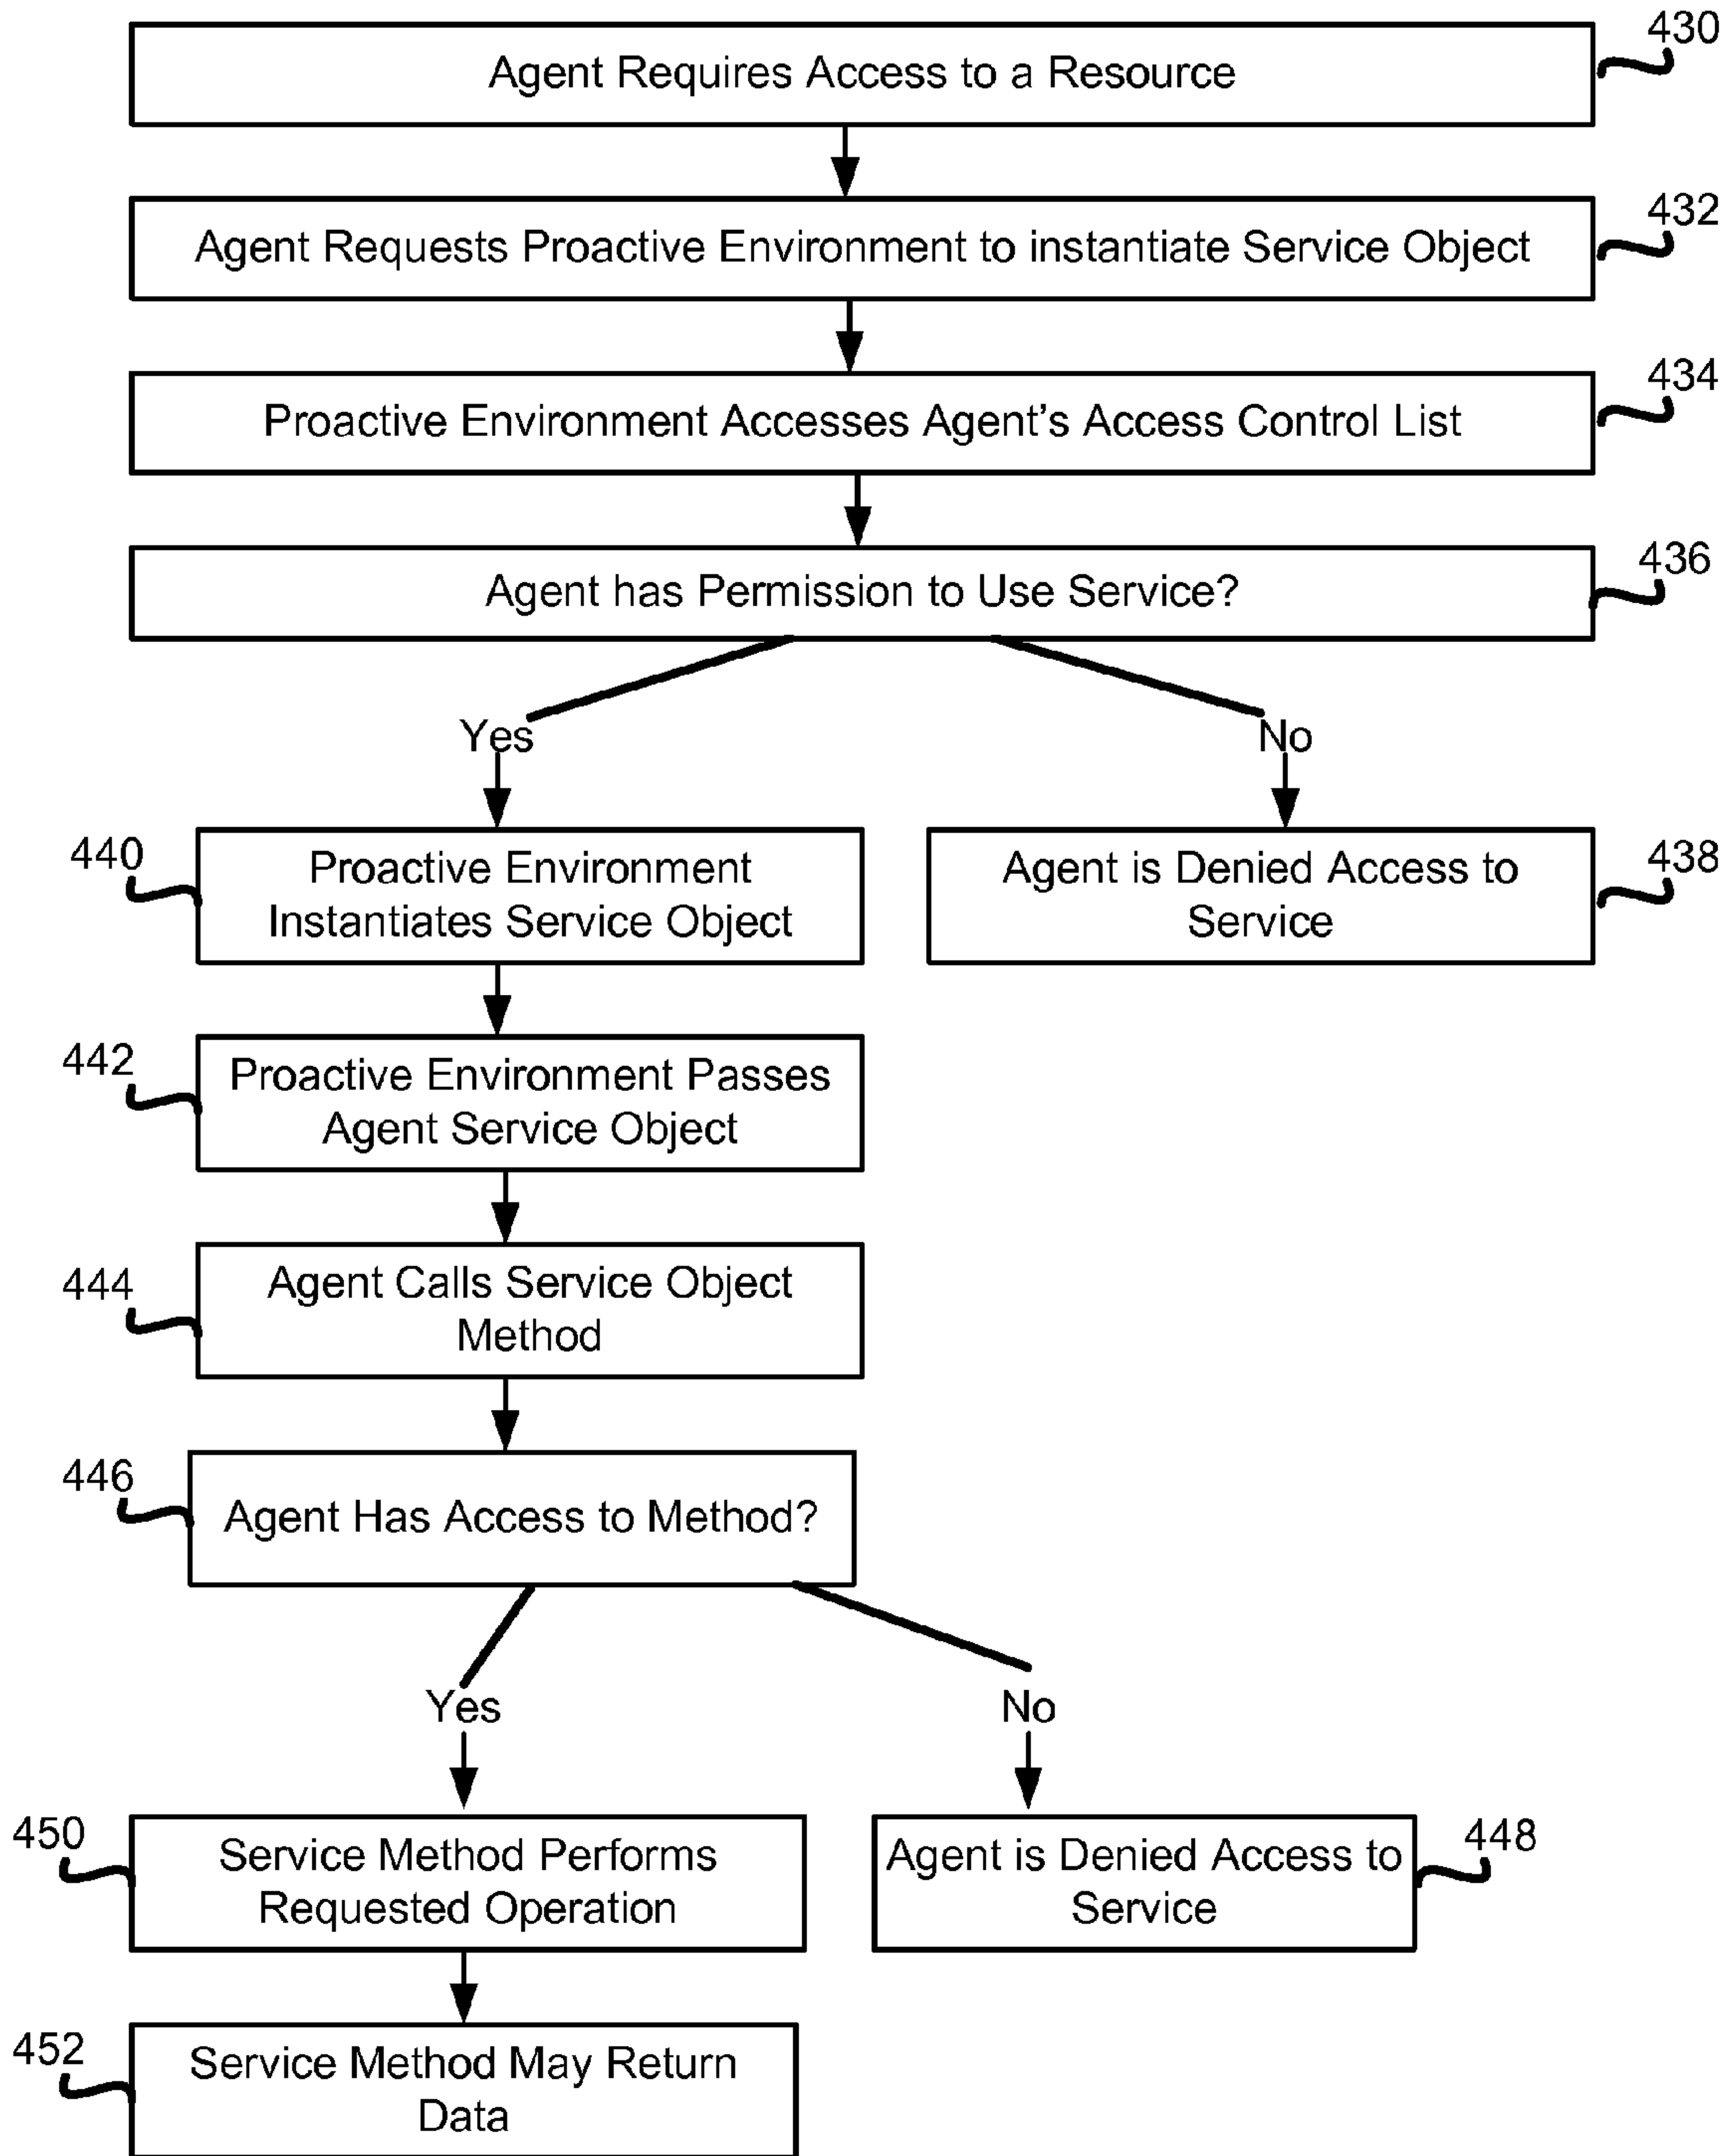 430
Agent Requires Access to a Resource
432
Agent Requests Proactive Environment to instantiate Service Object
434
Proactive Environment Accesses Agent's Access Control List
436
Agent has Permission to Use Service?
Yes
No
440
Proactive Environment
Instantiates Service Object
Agent is Denied Access to
Service
438
442
Proactive Environment Passes
Agent Service Object
444
Agent Calls Service Object
Method
446
Agent Has Access to Method?
Yes
No
450
Service Method Performs
Requested Operation
Agent is Denied Access to
Service
448
452
Service Method May Return
Data